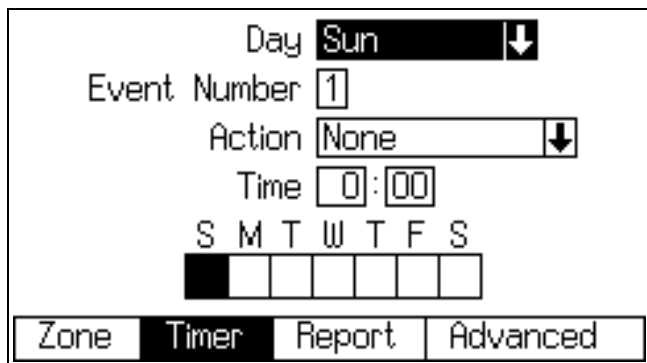 Day Sun
Event Number 1
Action None
Time 0:00
S M T W T F S
Zone Timer Report Advanced